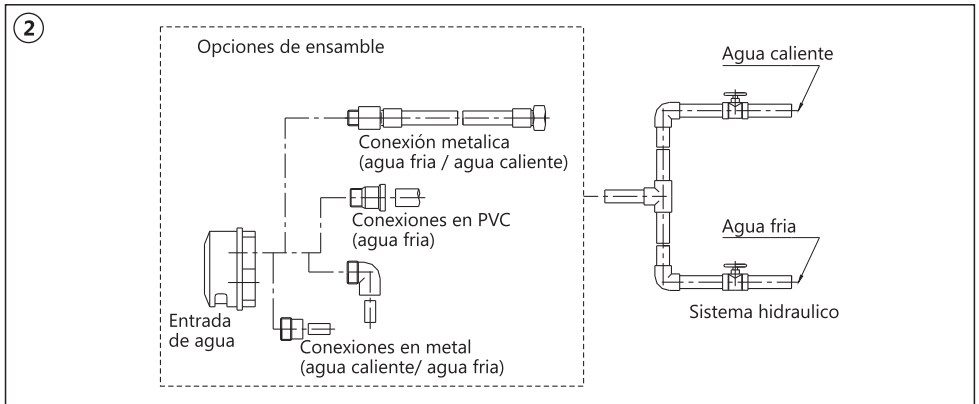 2
Opciones de ensamble
Agua caliente
Conexión metalica
(agua fria / agua caliente)
Conexiones en PVC
(agua fria)
Agua fria
Entrada
de agua
Sistema hidraulico
Conexiones en metal
(agua caliente/ agua fria)